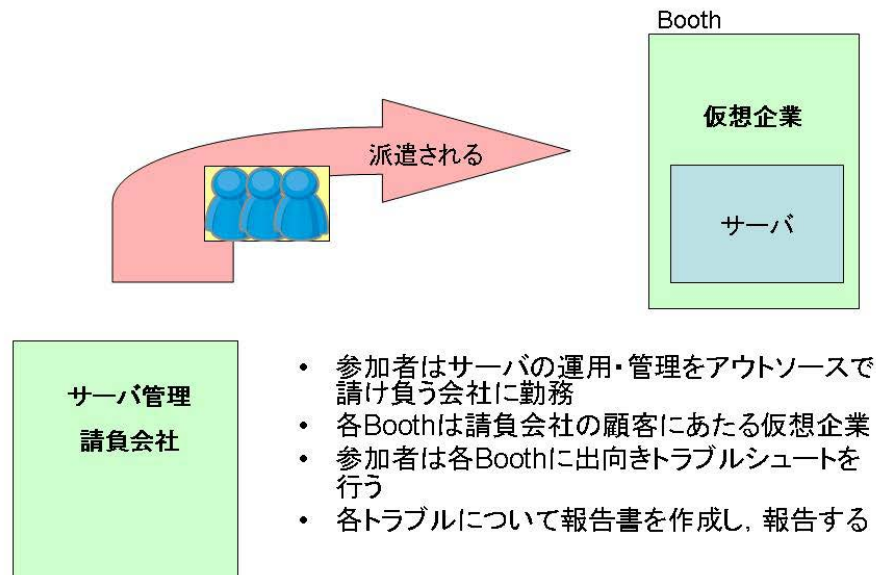 Booth
仮想企業
派遣される
サーバ
サーバ管理
請負会社
• 参加者はサーバの運用・管理をアウトソースで
請け負う会社に勤務
• 各Boothは請負会社の顧客にあたる仮想企業
• 参加者は各Boothに出向きトラブルシュートを
行う
• 各トラブルについて報告書を作成し，報告する